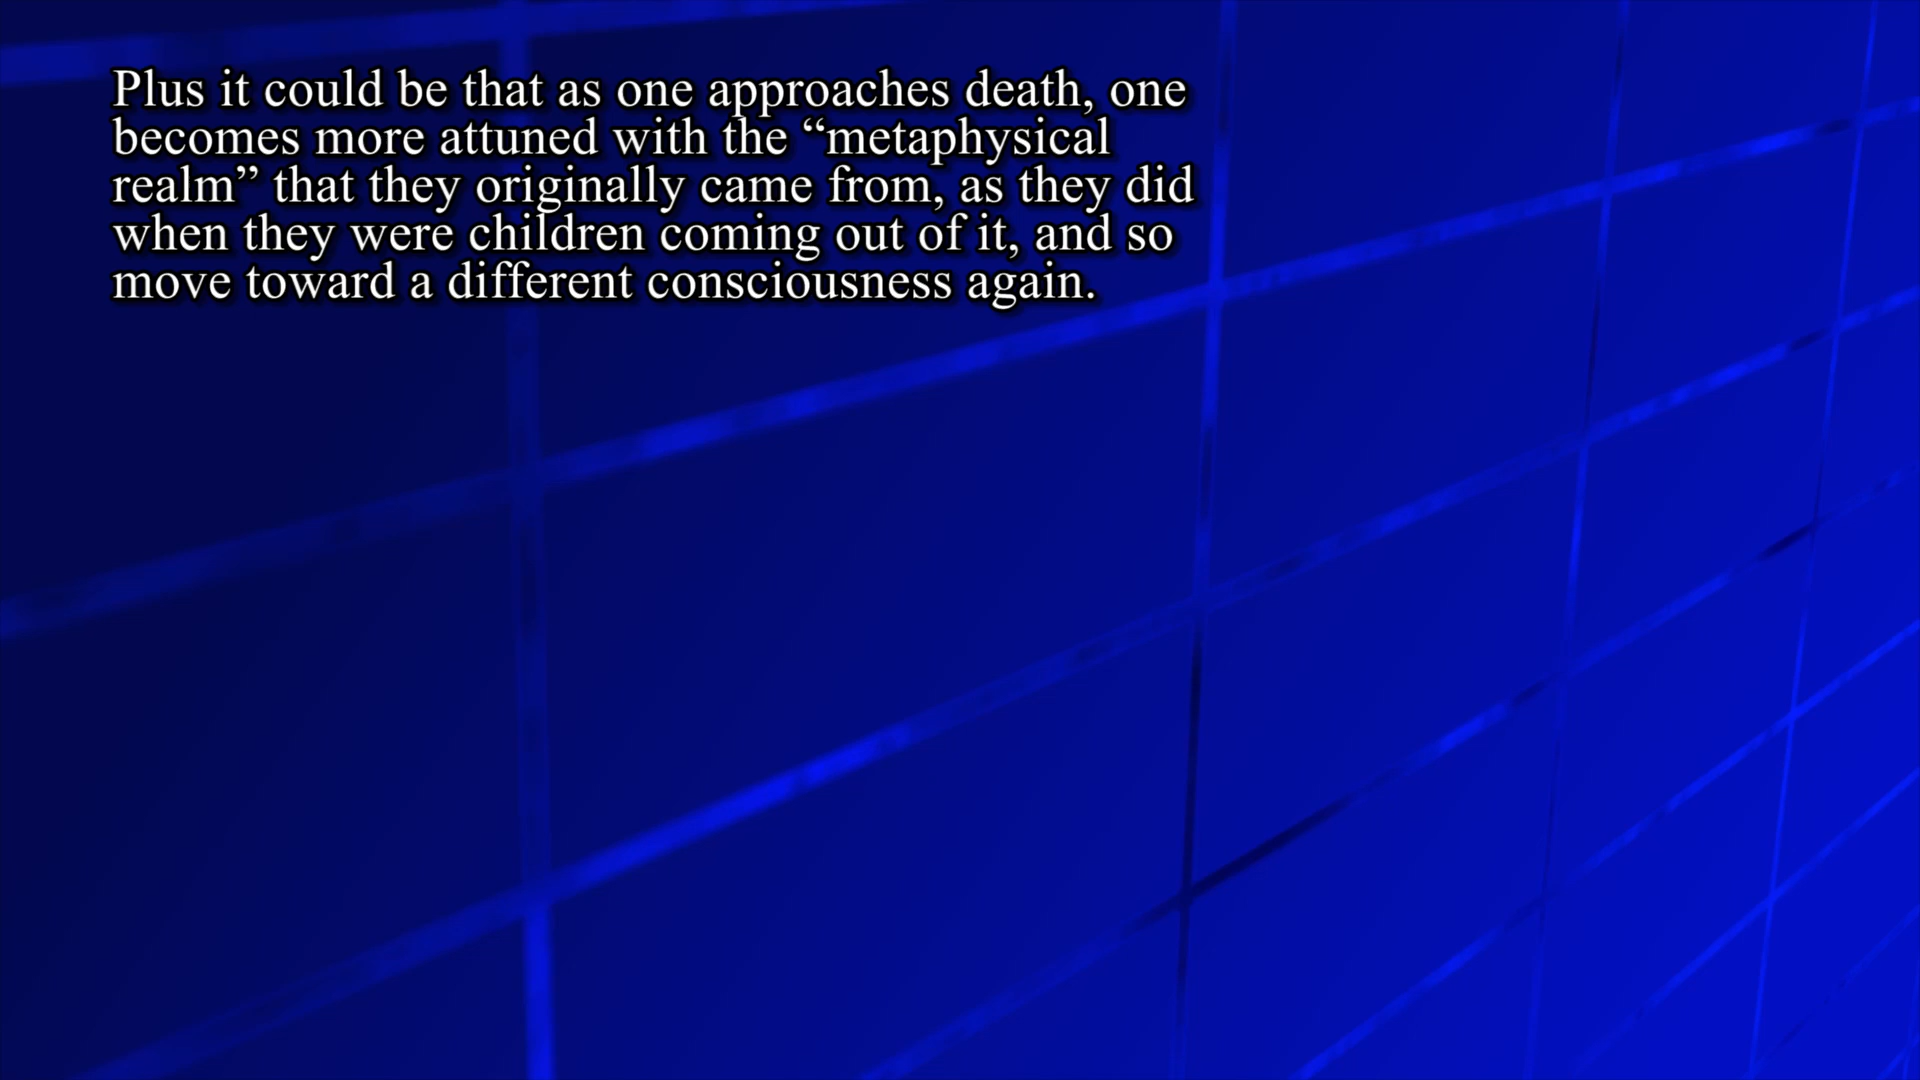 Plus it could be that as one approaches death, one
becomes more attuned with the “metaphysical
realm” that they originally came from, as they did
when they were children coming out of it, and so
move toward a different consciousness again.